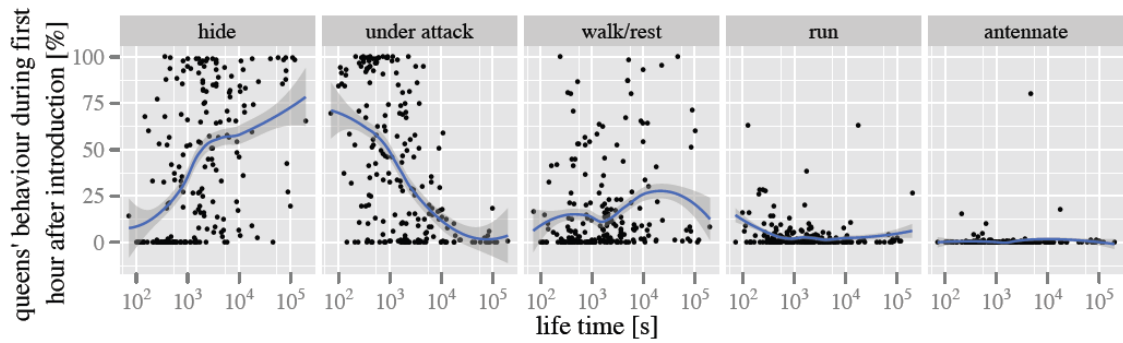 hide under attack walk/rest run antennate
queens' behaviour during first
hour after introduction [%]
100
75
50
25
0
10² 10³ 10⁴ 10⁵ 10² 10³ 10⁴ 10⁵ 10² 10³ 10⁴ 10⁵ 10² 10³ 10⁴ 10⁵ 10² 10³ 10⁴ 10⁵
life time [s]